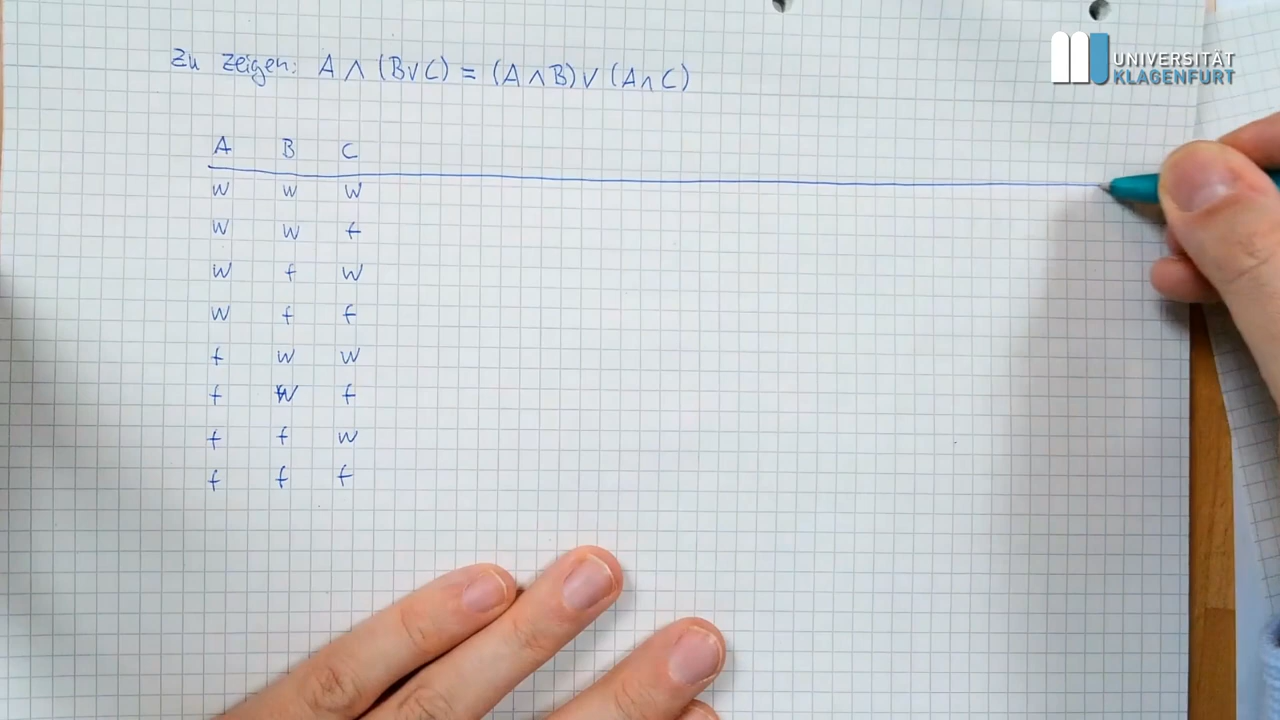 Zu zeigen: A ∧ (B∨C) = (A ∧ B) ∨ (A ∧ C)
UNIVERSITÄT
KLAGENFURT
A B C
w w w
w w f
w f w
w f f
f w w
f w f
f f w
f f f